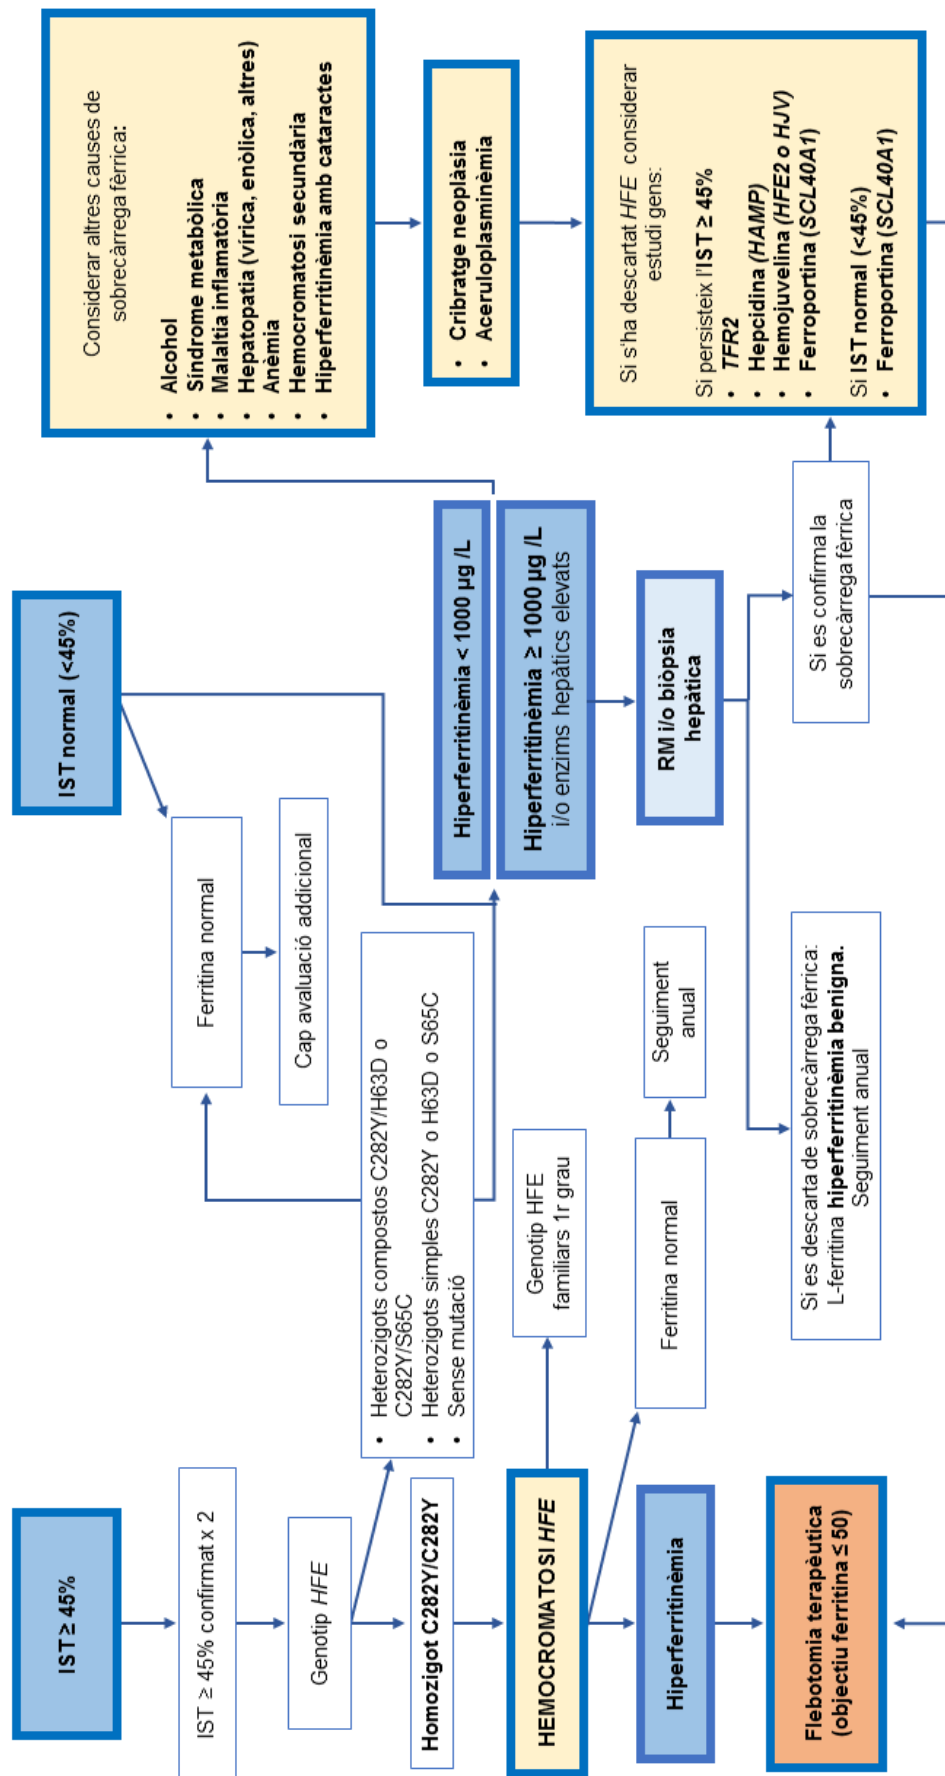 IST ≥ 45%
IST ≥ 45% confirmat x 2
Genotip HFE
Homozigot C282Y/C282Y
HEMOCROMATOSI HFE
Hiperferritinèmia
Flebotomia terapèutica
(objectiu ferritina ≤ 50)
• Heterozigots compostos C282Y/H63D o
C282Y/S65C
• Heterozigots simples C282Y o H63D o S65C
• Sense mutació
Genotip HFE
familiars 1r grau
Ferritina normal
Seguiment
anual
IST normal (<45%)
Ferritina normal
Cap avaluació addicional
Hiperferritinèmia < 1000 µg /L
Hiperferritinèmia ≥ 1000 µg /L
i/o enzims hepàtics elevats
RM i/o biòpsia
hepàtica
Si es descarta de sobrecàrrega fèrrica:
L-ferritina hiperferritinèmia benigna.
Seguiment anual
Si es confirma la
sobrecàrrega fèrrica
Considerar altres causes de
sobrecàrrega fèrrica:
• Alcohol
• Síndrome metabòlica
• Malaltia inflamatòria
• Hepatopatia (vírica, enòlica, altres)
• Anèmia
• Hemocromatosi secundària
• Hiperferritinèmia amb cataractes
• Cribratge neoplàsia
• Aceruloplasminèmia
Si s'ha descartat HFE considerar
estudi gens:
Si persisteix l'IST ≥ 45%
• TFR2
• Hepcidina (HAMP)
• Hemojuvelina (HFE2 o HJV)
• Ferroportina (SCL40A1)
Si IST normal (<45%)
• Ferroportina (SCL40A1)